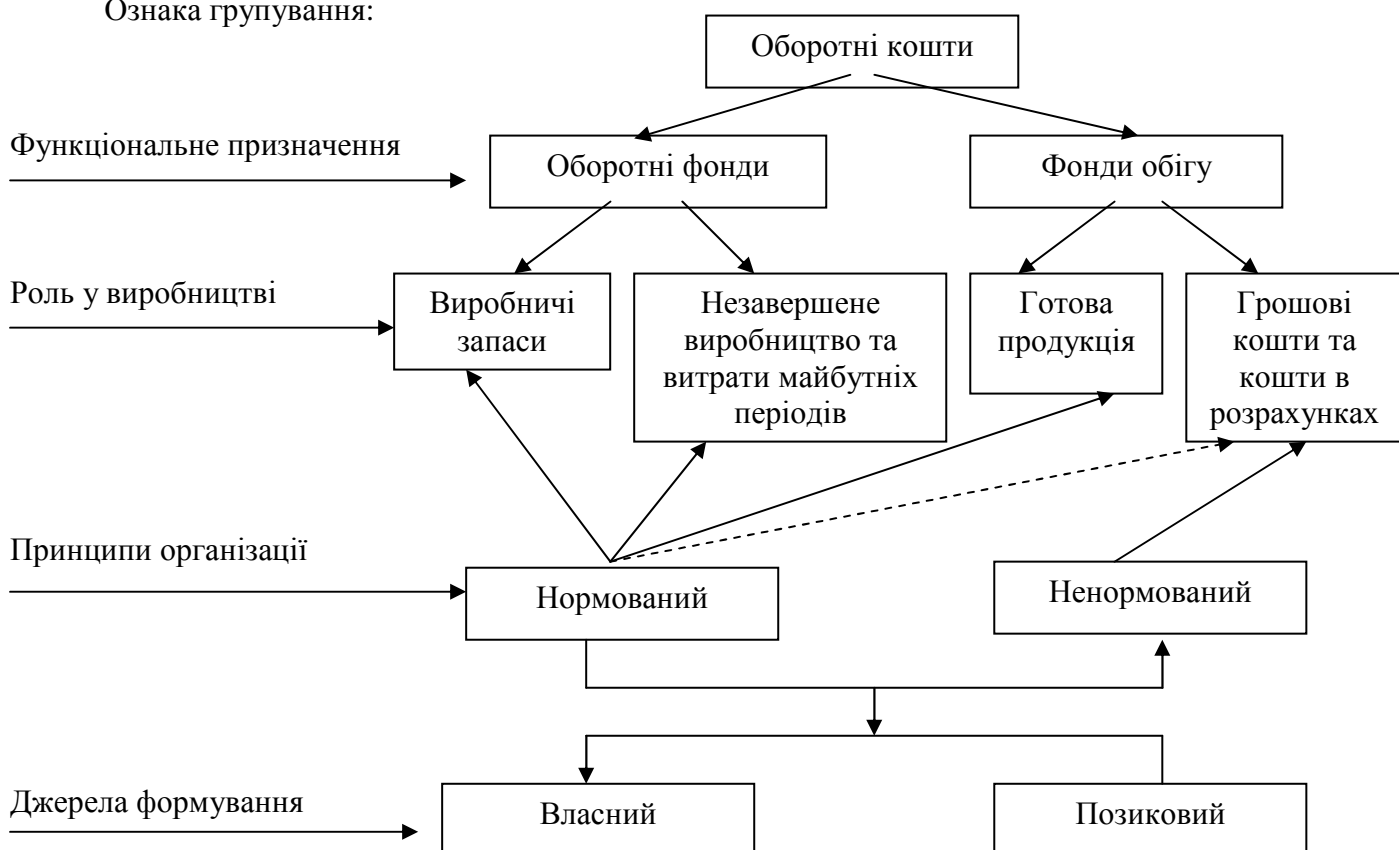 Ознака групування:
Оборотні кошти
Функціональне призначення
Оборотні фонди
Фонди обігу
Роль у виробництві
Виробничі
запаси
Незавершене
виробництво та
витрати майбутніх
періодів
Готова
продукція
Грошові
кошти та
кошти в
розрахунках
Принципи організації
Нормований
Ненормований
Джерела формування
Власний
Позиковий